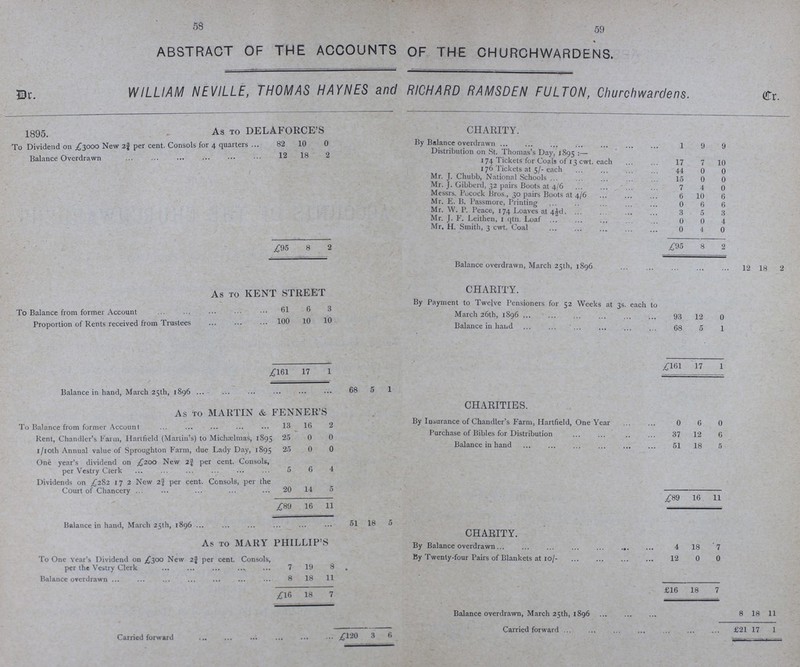 58
59
ABSTRACT OF THE ACCOUNTS OF THE CHURCHWARDENS.
Dr. WILLIAM NEVILLE, THOMAS HAYNES and RICHARD RAMSDEN FULTON, Churchwardens. Cr.
1895. As to DELAFORCE'S
To Dividend on £3000 New 2¾ per cent. Consols for 4 quarters ... 82 10 0
Balance Overdrawn ... ... ... ... ... ... 12 18 2
£95 8 2
As to KENT STREET
To Balance from former Account ... ... ... ... ... 61 6 3
Proportion of Rents received from Trustees ... ... ... 100 10 10
£161 17 1
Balance in hand, March 25th, 1896 ... ... ... ... ... ... 68 5 1
As to MARTIN & FENNER'S
To Balance from former Account ... ... ... ... ... 13 16 2
Rent, Chandler's Farm, Hartfield (Martin's) to Michælmas, 1895 25 0 0
1/10th Annual value of Sproughton Farm, due Lady Day, 1895 25 0 0
One year's dividend on £200 New 2¾ per cent. Consols,
per Vestry Clerk ... ... ... ... ... ... 5 6 4
Dividends on £282 17 2 New 2¾ per cent. Consols, per the
Court of Chancery ... ... ... ... ... ... 20 14 5
£89 16 11
Balance in hand, March 25th, 1896 ... ... ... ... ... ... 51 18 5
As to MARY PHILLIP'S
To One year's Dividend on £300 New 2¾ per cent. Consols,
per the Vestry Clerk ... ... ... ... ... 7 19 8
Balance overdrawn ... ... ... ... ... ... ... 8 18 11
£16 18 7
Carried forward ... ... ... ... ... ... £120 3 6
CHARITY.
By Balance overdrawn ... ... ... ... ... ... ... 1 9 9
Distribution on St. Thomas's Day, 1895 :—
174 Tickets for Coals of 13 cwt. each ... ... 17 7 10
176 Tickets at 5/- each ... ... ... ... 44 0 0
Mr. J. Chubb, National Schools ... ... ... ... ... 15 0 0
Mr. J. Gibberd, 32 pairs Boots at 4/6 ... ... ... ... 7 4 0
Messrs. Pocock Bros., 30 pairs Boots at 4/6 ... ... ... 6 10 6
Mr. E. B. Passmore, Printing ... ... ... ... ... 0 6 6
Mr. W. P. Peace, 174 Loaves at 4½d. ... ... ... ... 3 5 3
Mr. J. F. Leithen, 1 qtn. Loaf ... ... ... ... ... 0 0 4
Mr. H. Smith, 3 cwt. Coal ... ... ... ... ... 0 4 0
£95 8 2
Balance overdrawn, March 25th, 1896 ... ... ... ... ... 12 18 2
CHARITY.
By Payment to Twelve Pensioners for 52 Weeks at 3s. each to
March 26th, 1896 ... ... ... ... ... ... 93 12 0
Balance in hand ... ... ... ... ... ... 68 5 1
£161 17 1
CHARITIES.
By Insurance of Chandler's Farm, Hartfield, One Year ... ... 0 6 0
Purchase of Bibles for Distribution ... ... ... ... 37 12 6
Balance in hand ... ... ... ... ... ... 51 18 5
£89 16 11
CHARITY.
By Balance overdrawn ... ... ... ... ... ... ... 4 18 7
By Twenty-four Pairs of Blankets at 10/- ... ... ... ... 12 0 0
£16 18 7
Balance overdrawn, March 25th, 1896 ... ... ... 8 18 11
Carried forward ... ... ... ... ... ... £21 17 1